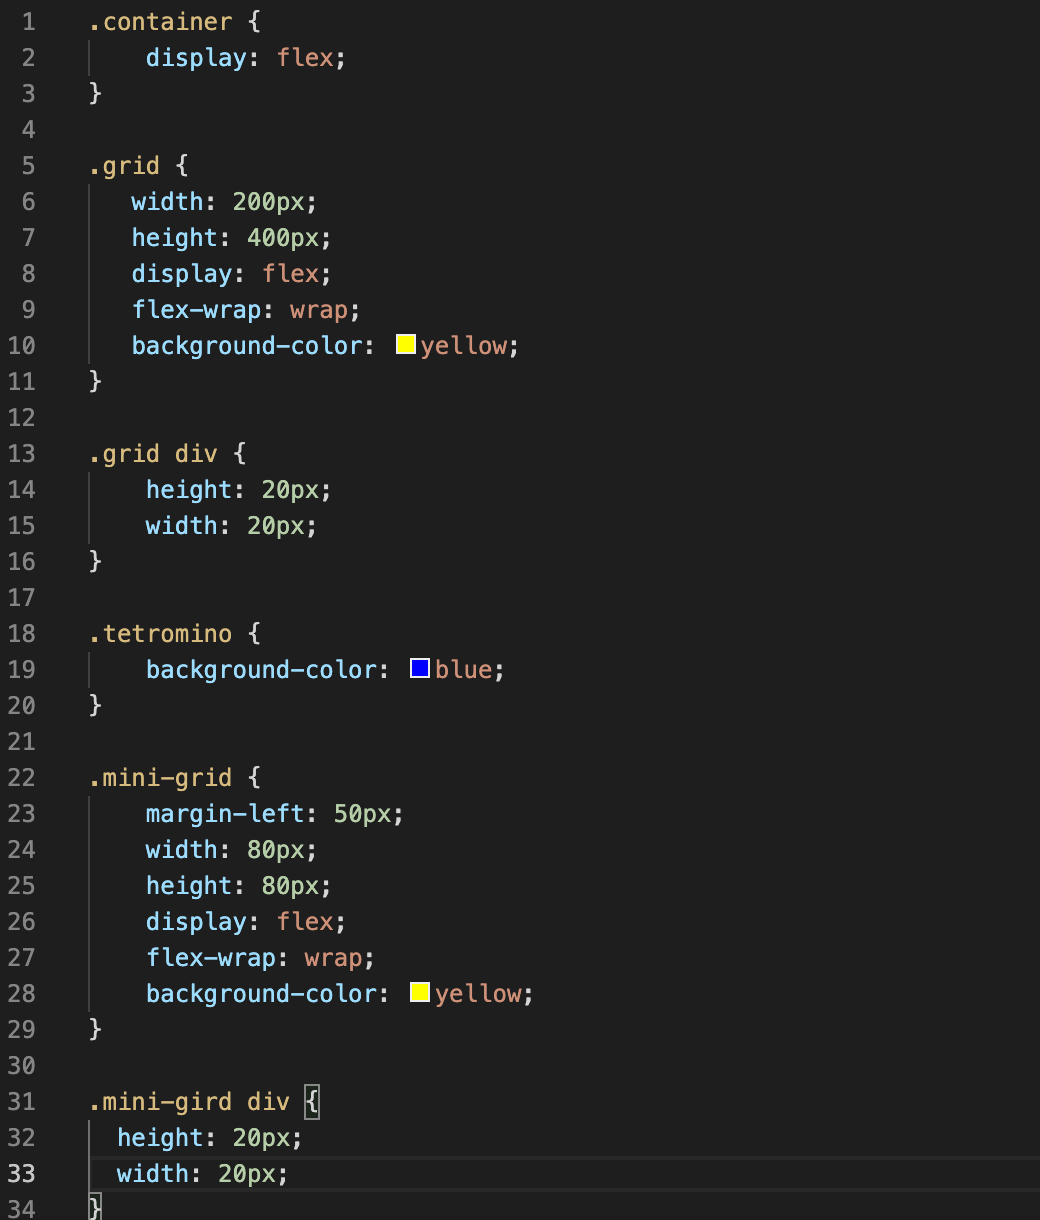 1 .container {
2 display: flex;
3 }
4
5 .grid {
6 width: 200px;
7 height: 400px;
8 display: flex;
9 flex-wrap: wrap;
10 background-color: yellow;
11 }
12
13 .grid div {
14 height: 20px;
15 width: 20px;
16 }
17
18 .tetromino {
19 background-color: blue;
20 }
21
22 .mini-grid {
23 margin-left: 50px;
24 width: 80px;
25 height: 80px;
26 display: flex;
27 flex-wrap: wrap;
28 background-color: yellow;
29 }
30
31 .mini-gird div {
32 height: 20px;
33 width: 20px;
34 }